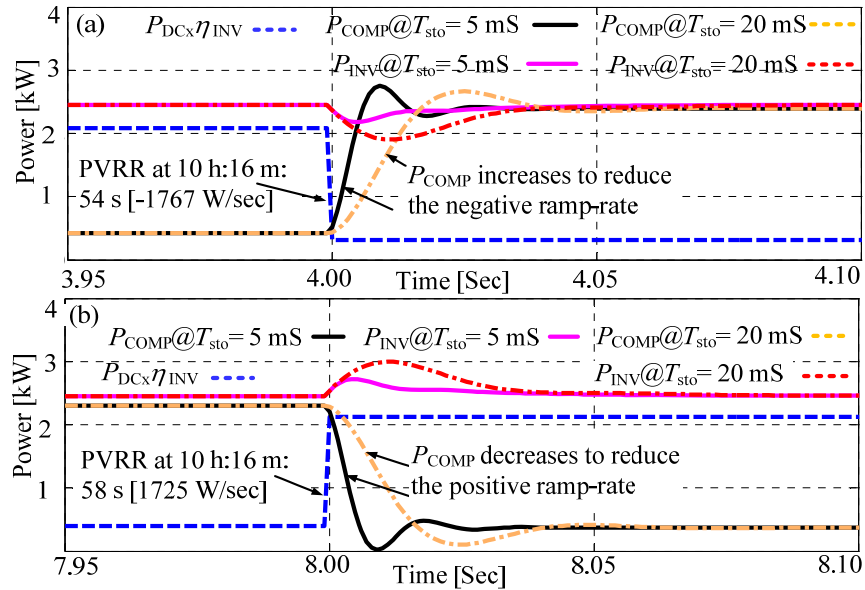 4
(a)
P_DCx η_INV
P_COMP@T_sto= 5 mS
P_COMP@T_sto= 20 mS
P_INV@T_sto= 5 mS
P_INV@T_sto= 20 mS
3
2
1
Power [kW]
PVRR at 10 h:16 m:
54 s [-1767 W/sec]
P_COMP increases to reduce
the negative ramp-rate
3.95
4.00
Time [Sec]
4.05
4.10
4
(b)
P_COMP@T_sto= 5 mS
P_INV@T_sto= 5 mS
P_COMP@T_sto= 20 mS
P_DCx η_INV
P_INV@T_sto= 20 mS
3
2
1
Power [kW]
PVRR at 10 h:16 m:
58 s [1725 W/sec]
P_COMP decreases to reduce
the positive ramp-rate
7.95
8.00
Time [Sec]
8.05
8.10